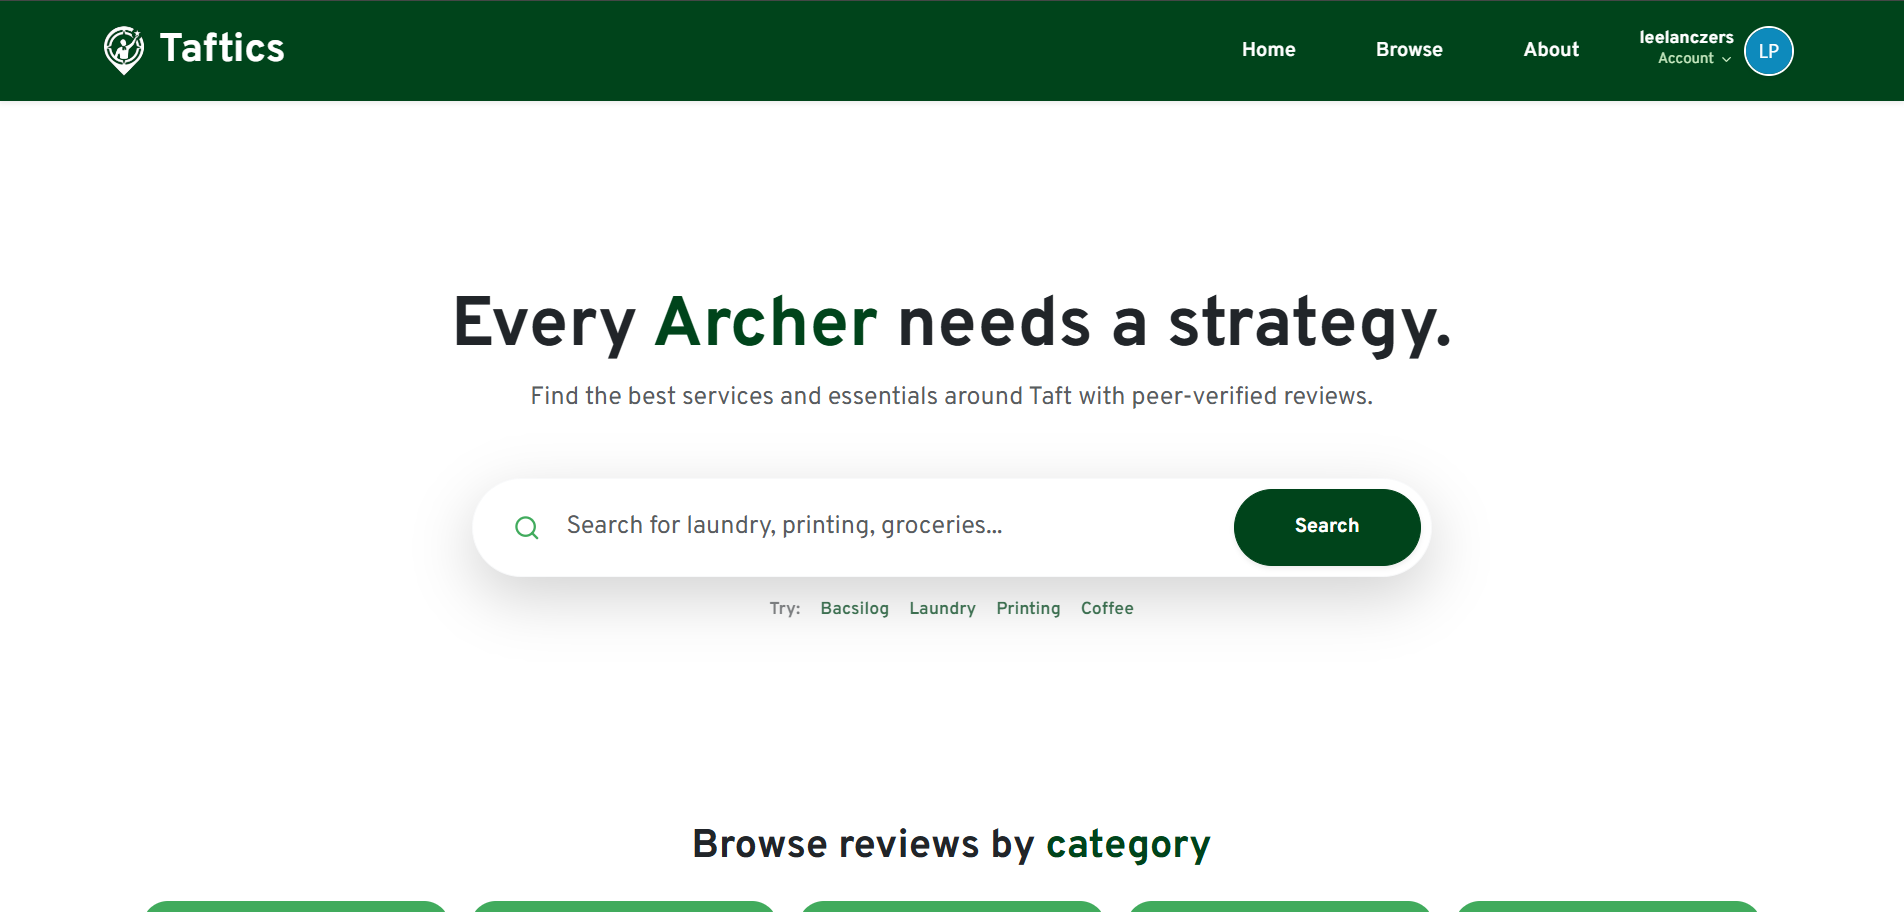 Taftics
Home
Browse
About
leelanczers
Account
LP
Every Archer needs a strategy.
Find the best services and essentials around Taft with peer-verified reviews.
Search for laundry, printing, groceries...
Search
Try: Bacsilog Laundry Printing Coffee
Browse reviews by category